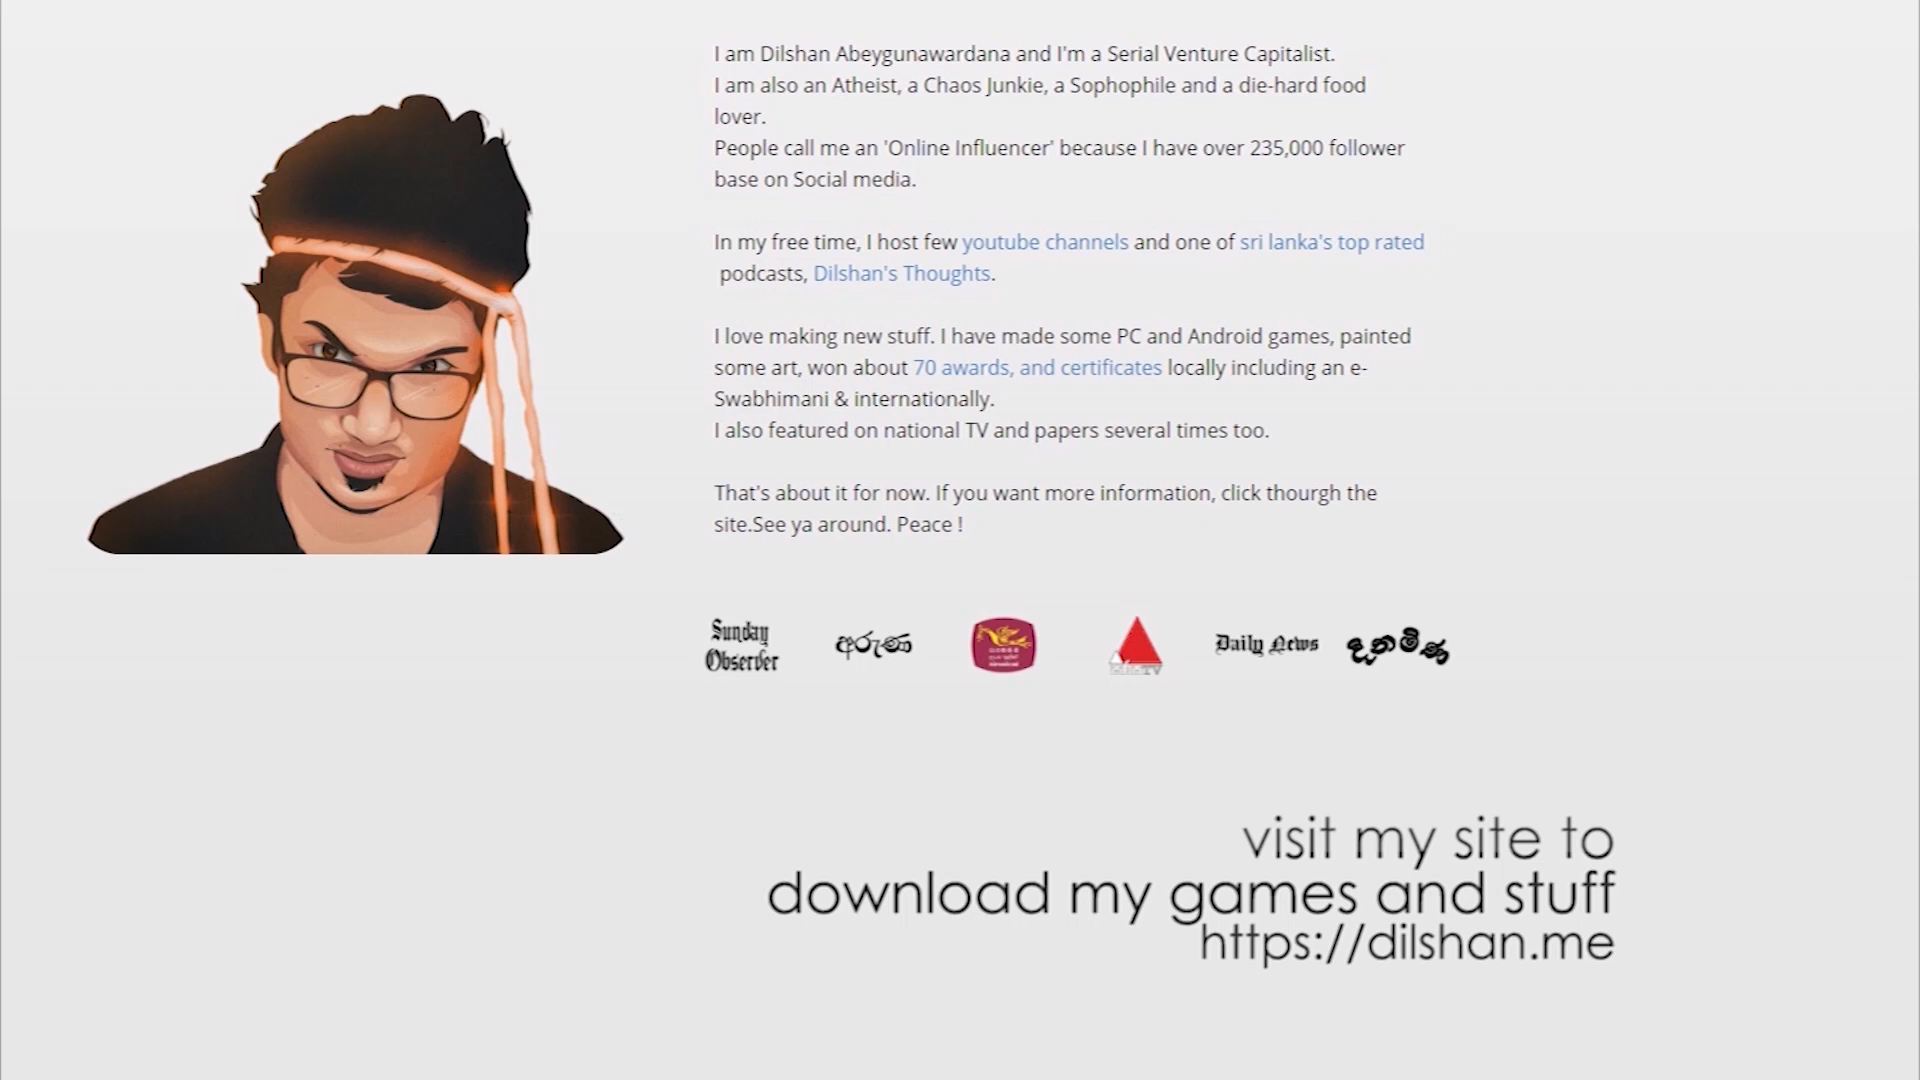 I am Dilshan Abeygunawardana and I'm a Serial Venture Capitalist.
I am also an Atheist, a Chaos Junkie, a Sophophile and a die-hard food
lover.
People call me an 'Online Influencer' because I have over 235,000 follower
base on Social media.
In my free time, I host few youtube channels and one of sri lanka's top rated
podcasts, Dilshan's Thoughts.
I love making new stuff. I have made some PC and Android games, painted
some art, won about 70 awards, and certificates locally including an e-
Swabhimani & internationally.
I also featured on national TV and papers several times too.
That's about it for now. If you want more information, click thourgh the
site.See ya around. Peace !
Sunday
Observer
අරුණ
TV
Daily News
දිනමිණ
visit my site to
download my games and stuff
https://dilshan.me